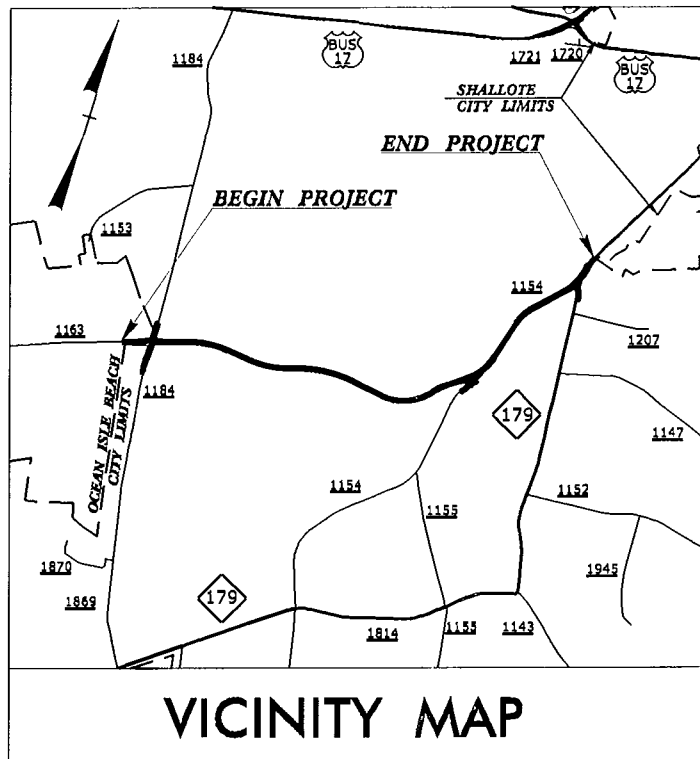 1184
BUS
17
1721
1720
BUS
17
SHALLOTE
CITY LIMITS
END PROJECT
BEGIN PROJECT
1153
1154
1163
1207
1184
OCEAN ISLE BEACH
CITY LIMITS
179
1147
1154
1152
1155
1870
1945
179
1869
1814
1155
1143
VICINITY MAP